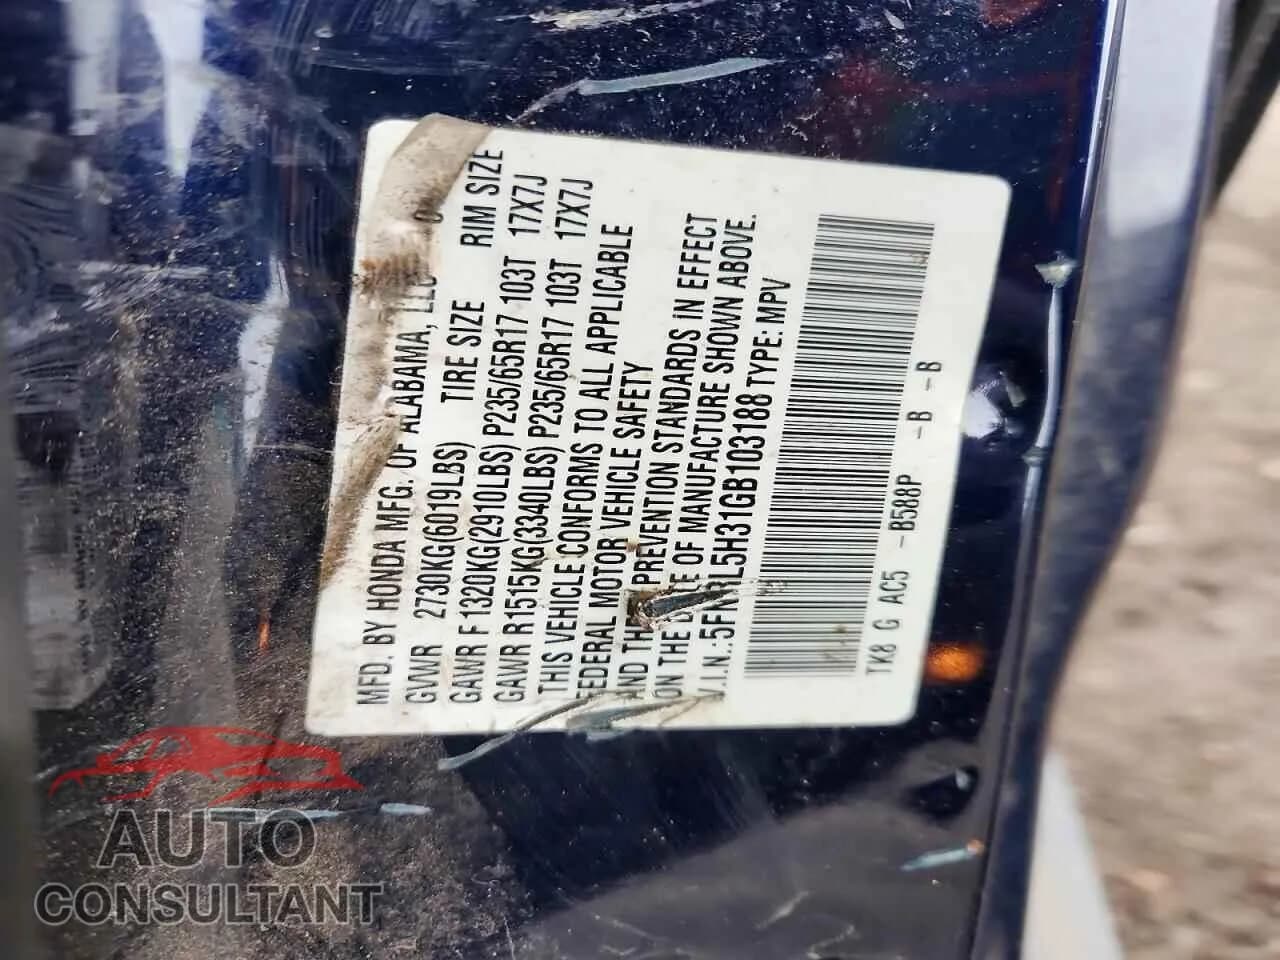 MFD. BY HONDA MFG. OF ALABAMA, LLC
GVWR 2730KG(6019LBS) TIRE SIZE RIM SIZE
GAWR F 1320KG(2910LBS) P235/65R17 103T 17X7J
GAWR R1515KG(3340LBS) P235/65R17 103T 17X7J
THIS VEHICLE CONFORMS TO ALL APPLICABLE
FEDERAL MOTOR VEHICLE SAFETY
AND THEFT PREVENTION STANDARDS IN EFFECT
ON THE DATE OF MANUFACTURE SHOWN ABOVE.
V.I.N.: 5FNRL5H31GB103188 TYPE: MPV
TK8 G AC5 -B588P -B -B
AUTO
CONSULTANT